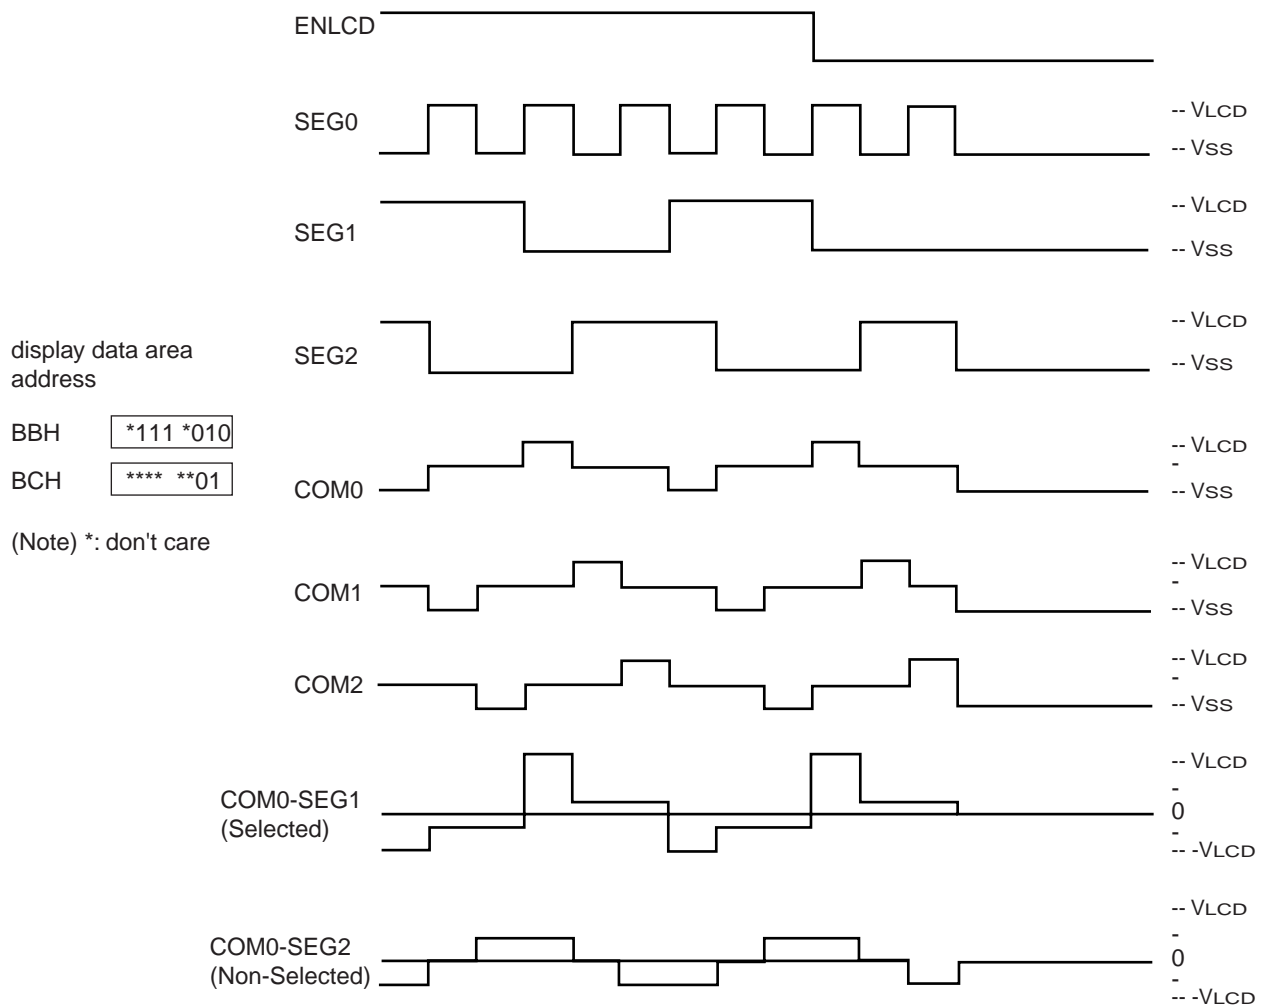 ENLCD
SEG0
-- VLCD
-- VSS
SEG1
-- VLCD
-- VSS
SEG2
-- VLCD
-- VSS
display data area
address
BBH *111 *010
BCH **** **01
(Note) *: don't care
COM0
-- VLCD
-
-- VSS
COM1
-- VLCD
-
-- VSS
COM2
-- VLCD
-
-- VSS
COM0-SEG1
(Selected)
-- VLCD
-
0
-
-- -VLCD
COM0-SEG2
(Non-Selected)
-- VLCD
-
0
-
-- -VLCD